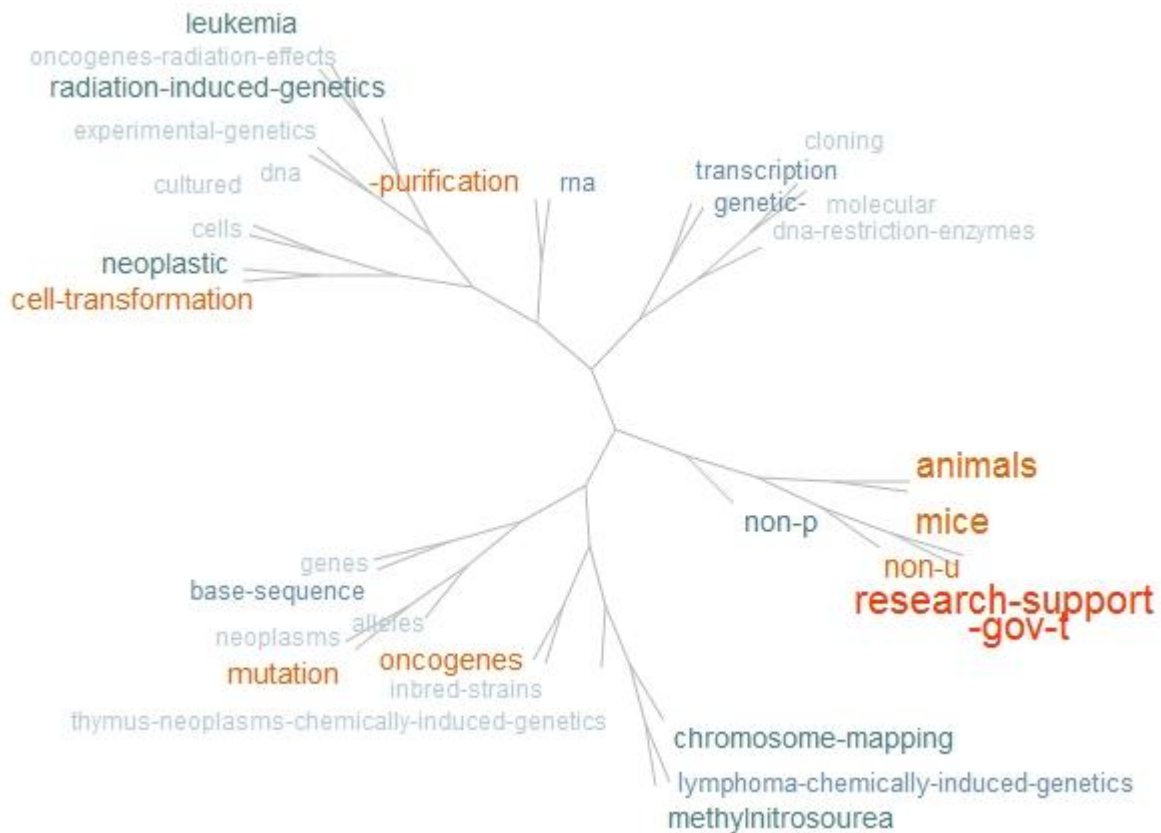 leukemia
oncogenes-radiation-effects
radiation-induced-genetics
experimental-genetics
cloning
dna
-purification
rna
transcription
cultured
genetic-
molecular
cells
dna-restriction-enzymes
neoplastic
cell-transformation
animals
non-p
mice
genes
non-u
base-sequence
research-support
-gov-t
alleles
neoplasms
mutation
oncogenes
inbred-strains
thymus-neoplasms-chemically-induced-genetics
chromosome-mapping
lymphoma-chemically-induced-genetics
methylnitrosourea